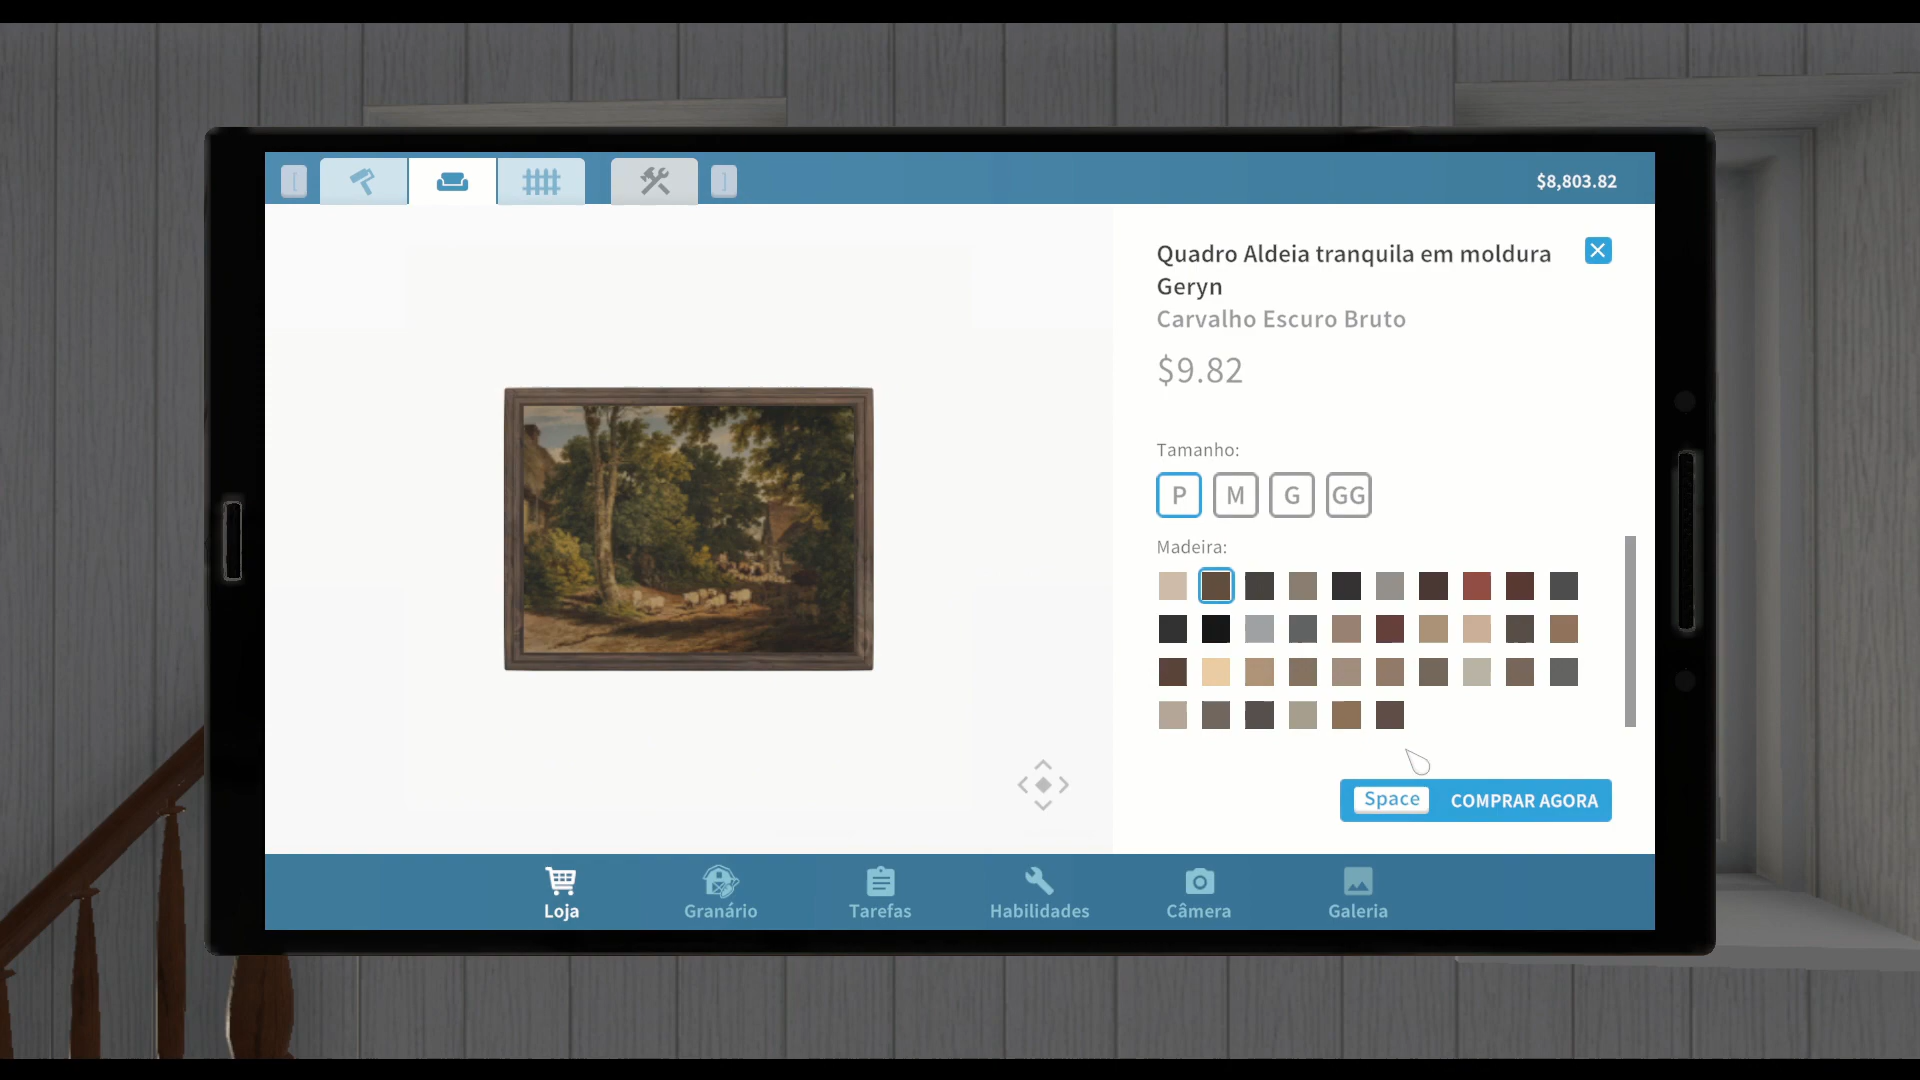 [
]
$8,803.82
Quadro Aldeia tranquila em moldura
Geryn
Carvalho Escuro Bruto
$9.82
Tamanho:
P M G GG
Madeira:
Space COMPRAR AGORA
Loja Granário Tarefas Habilidades Câmera Galeria